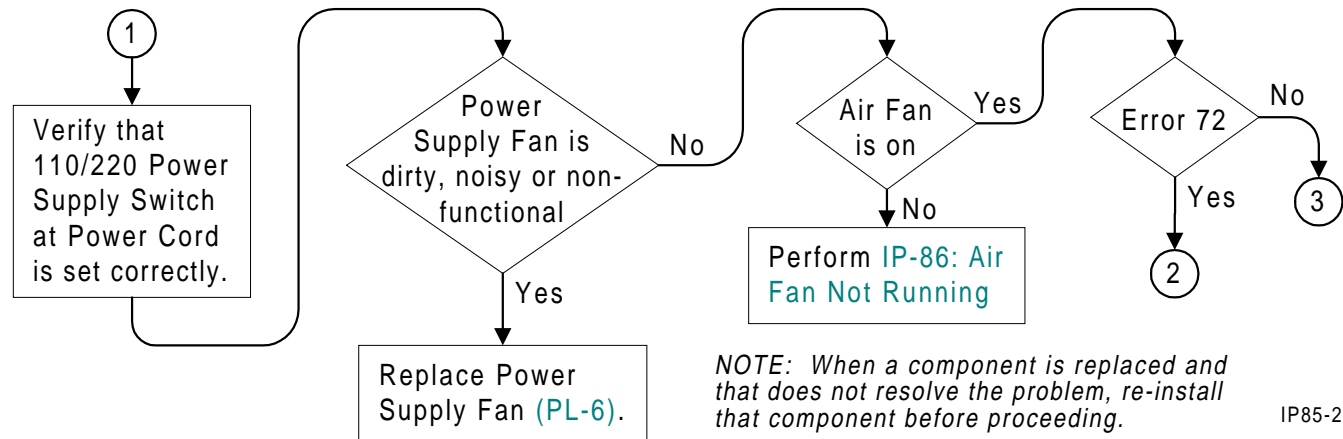 1
Verify that
110/220 Power
Supply Switch
at Power Cord
is set correctly.
Power
Supply Fan is
dirty, noisy or non-
functional
No
Yes
Replace Power
Supply Fan (PL-6).
Air Fan
is on
Yes
No
Perform IP-86: Air
Fan Not Running
Error 72
No
Yes
3
2
NOTE: When a component is replaced and
that does not resolve the problem, re-install
that component before proceeding.
IP85-2